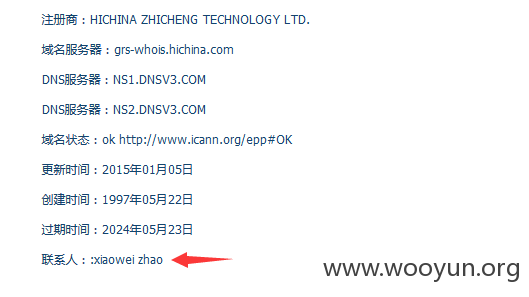 注册商：HICHINA ZHICHENG TECHNOLOGY LTD.
域名服务器：grs-whois.hichina.com
DNS服务器：NS1.DNSV3.COM
DNS服务器：NS2.DNSV3.COM
域名状态：ok http://www.icann.org/epp#OK
更新时间：2015年01月05日
创建时间：1997年05月22日
过期时间：2024年05月23日
联系人：:xiaowei zhao
www.wooyun.org